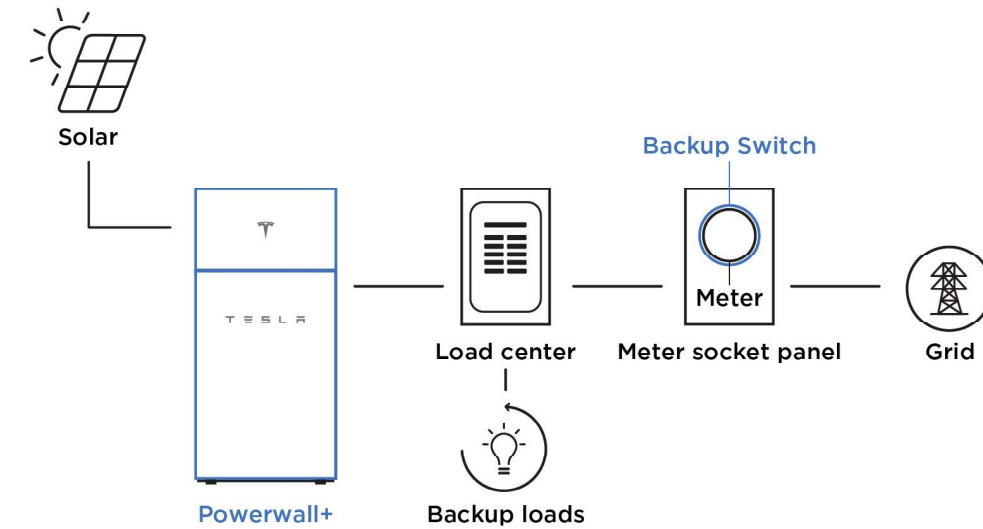 Solar
Backup Switch
TESLA
Meter
Load center
Meter socket panel
Grid
Powerwall+
Backup loads